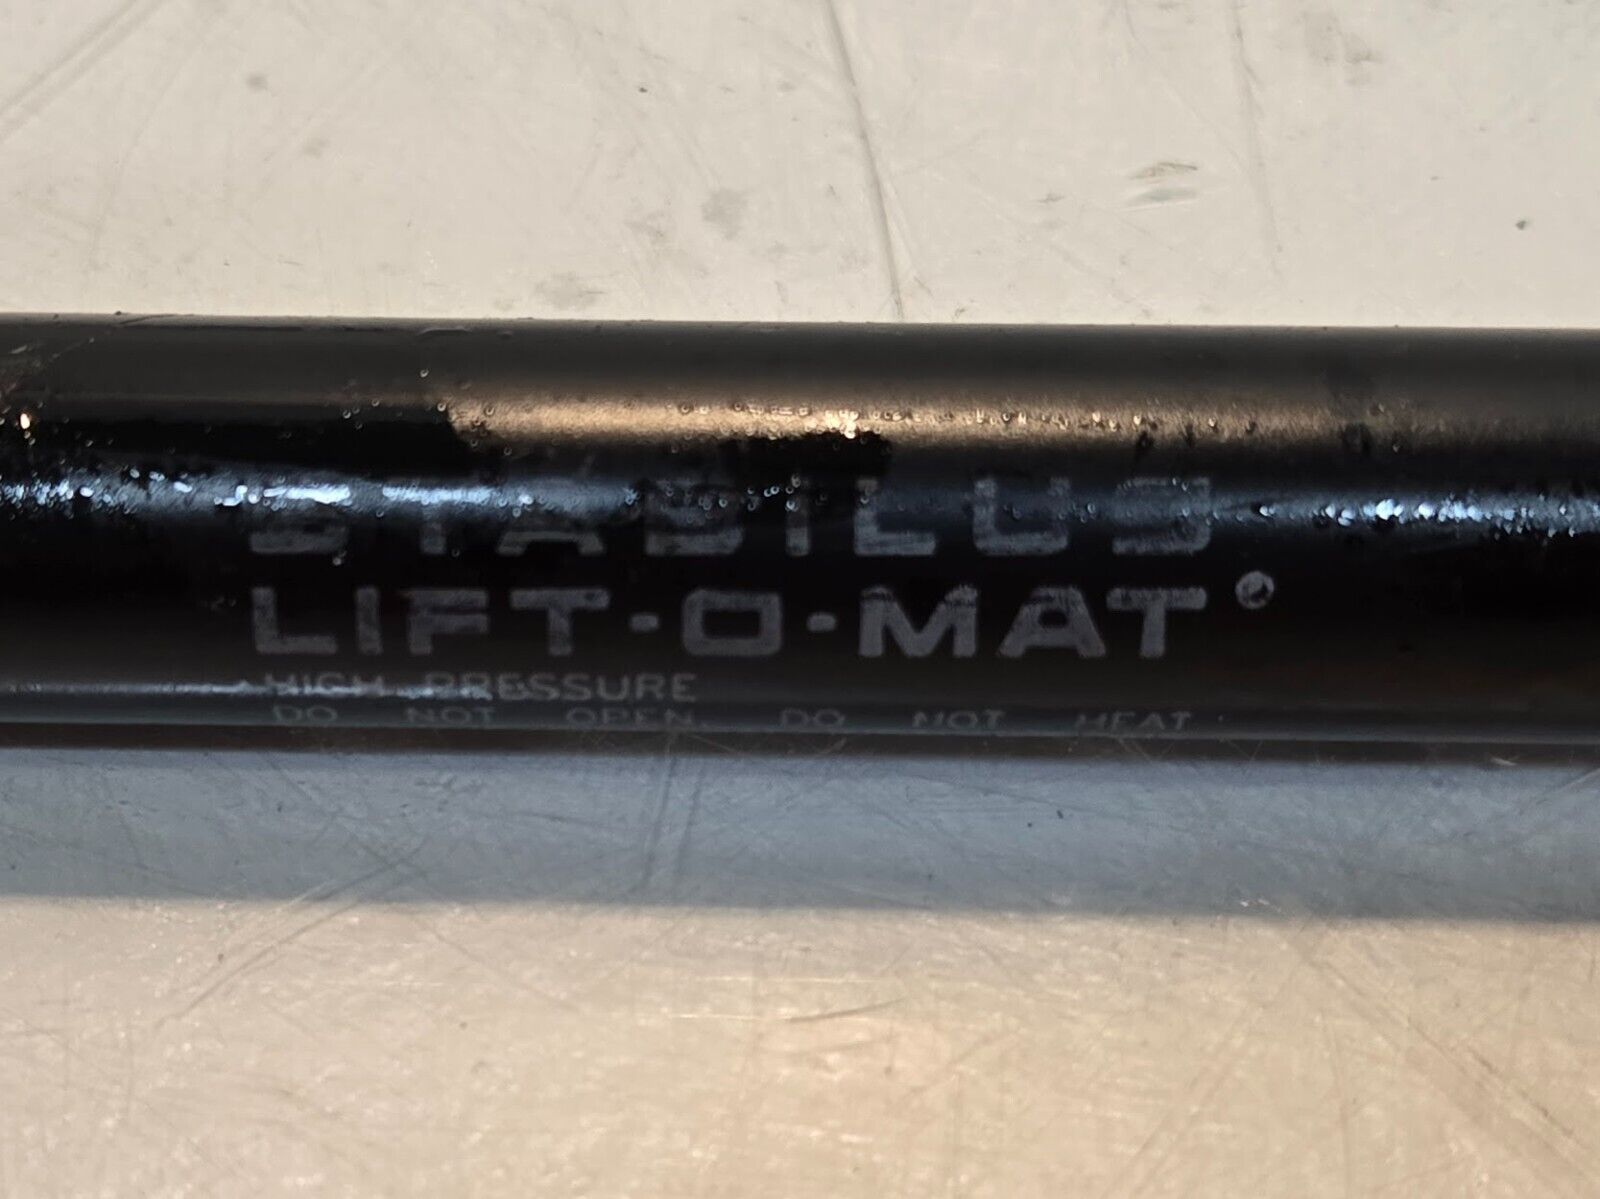 STABILUS
LIFT·O·MAT®
HIGH PRESSURE
DO NOT OPEN. DO NOT HEAT.